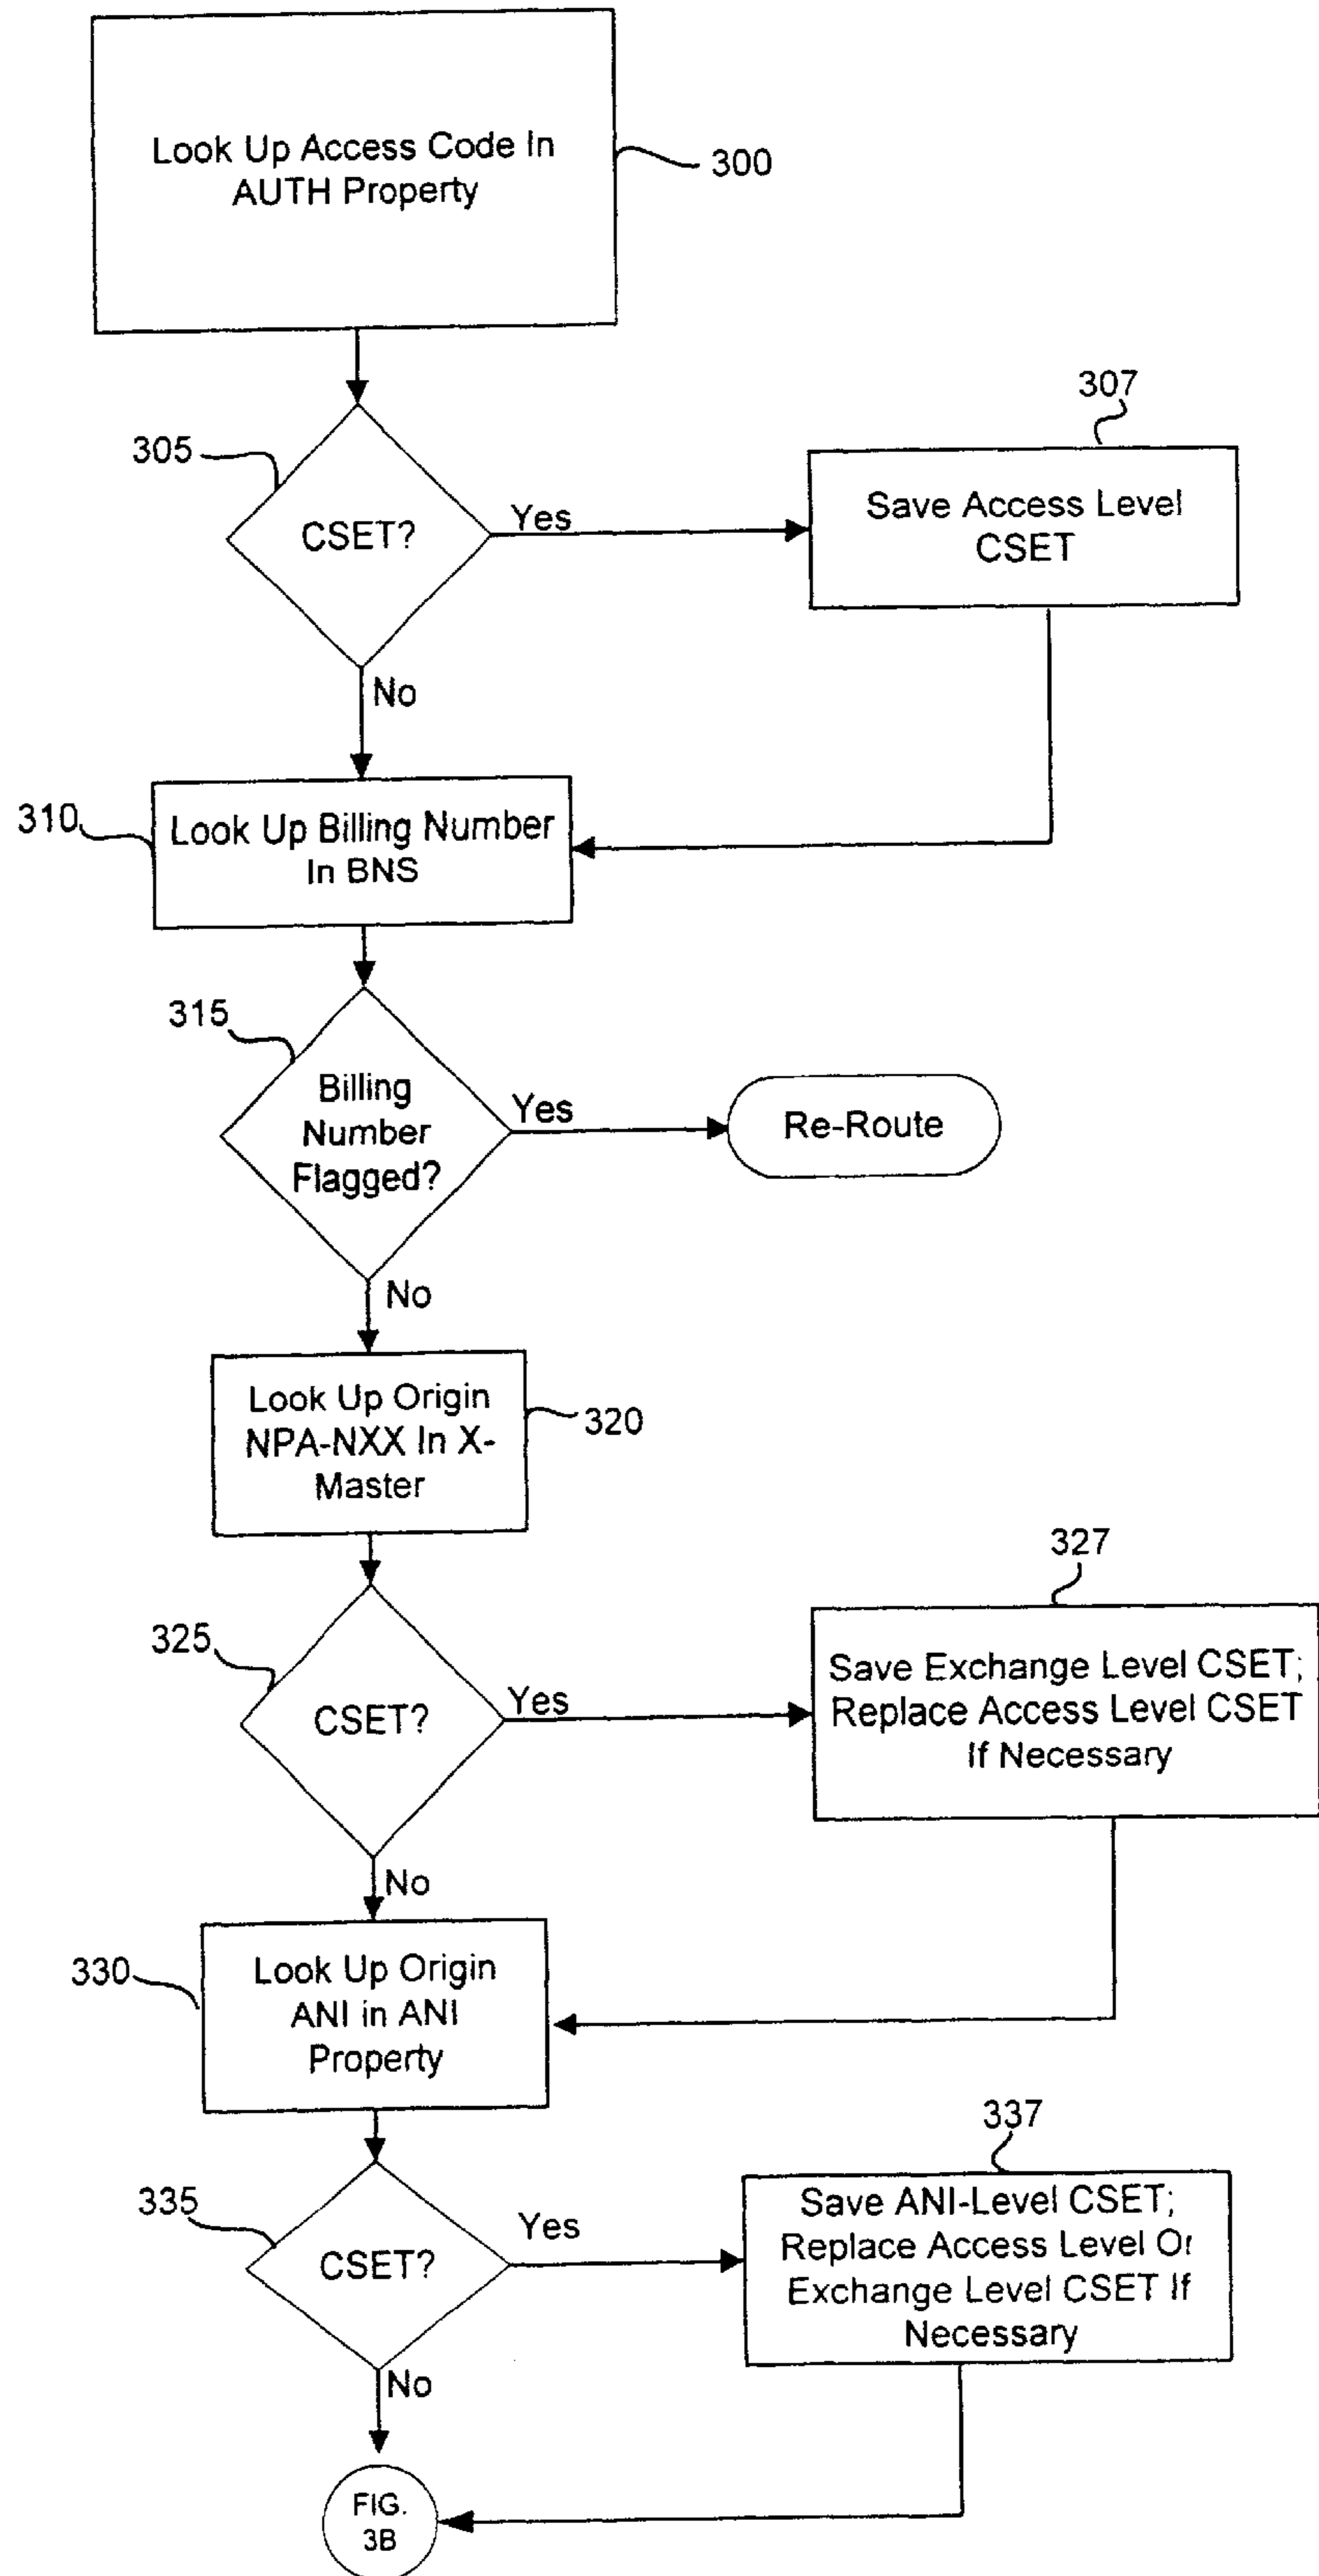 Look Up Access Code In
AUTH Property
300
307
305
CSET?
Yes
Save Access Level
CSET
No
310
Look Up Billing Number
In BNS
315
Billing
Number
Flagged?
Yes
Re-Route
No
Look Up Origin
NPA-NXX In X-
Master
320
327
325
CSET?
Yes
Save Exchange Level CSET;
Replace Access Level CSET
If Necessary
No
330
Look Up Origin
ANI in ANI
Property
337
335
CSET?
Yes
Save ANI-Level CSET;
Replace Access Level Or
Exchange Level CSET If
Necessary
No
FIG.
3B